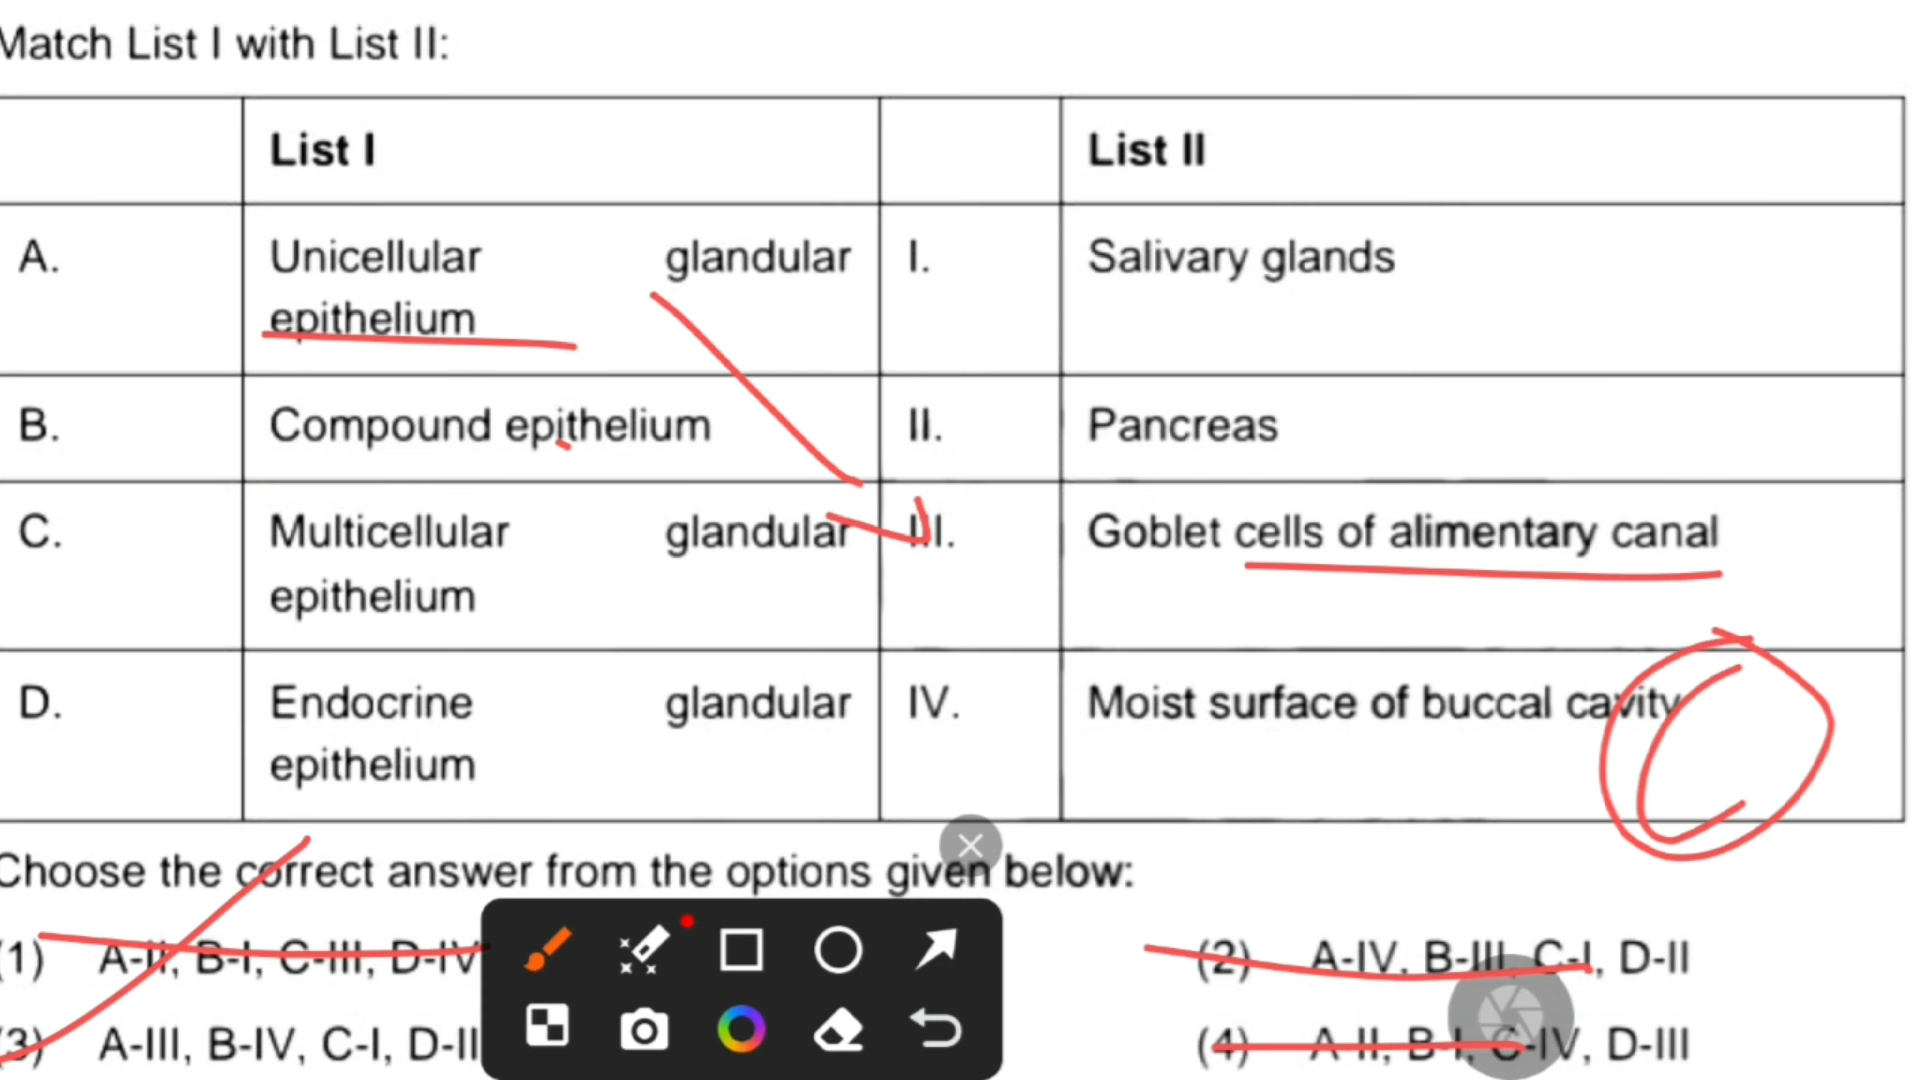 Match List I with List II:
List I List II
A. Unicellular glandular epithelium I. Salivary glands
B. Compound epithelium II. Pancreas
C. Multicellular glandular epithelium III. Goblet cells of alimentary canal
D. Endocrine glandular epithelium IV. Moist surface of buccal cavity
Choose the correct answer from the options given below:
(1) A-II, B-I, C-III, D-IV (2) A-IV, B-III, C-I, D-II
(3) A-III, B-IV, C-I, D-II (4) A-II, B-I, C-IV, D-III